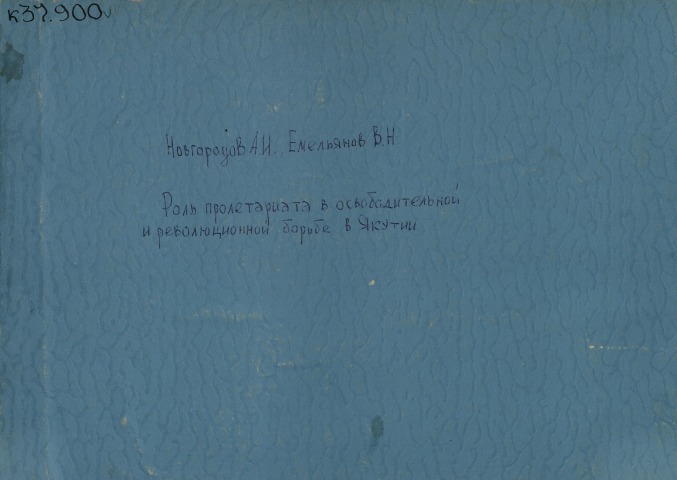 к37.900
Новгородов А.И. Емельянов В.Н
Роль пролетариата в освободительной
и революционной борьбе в Якутии